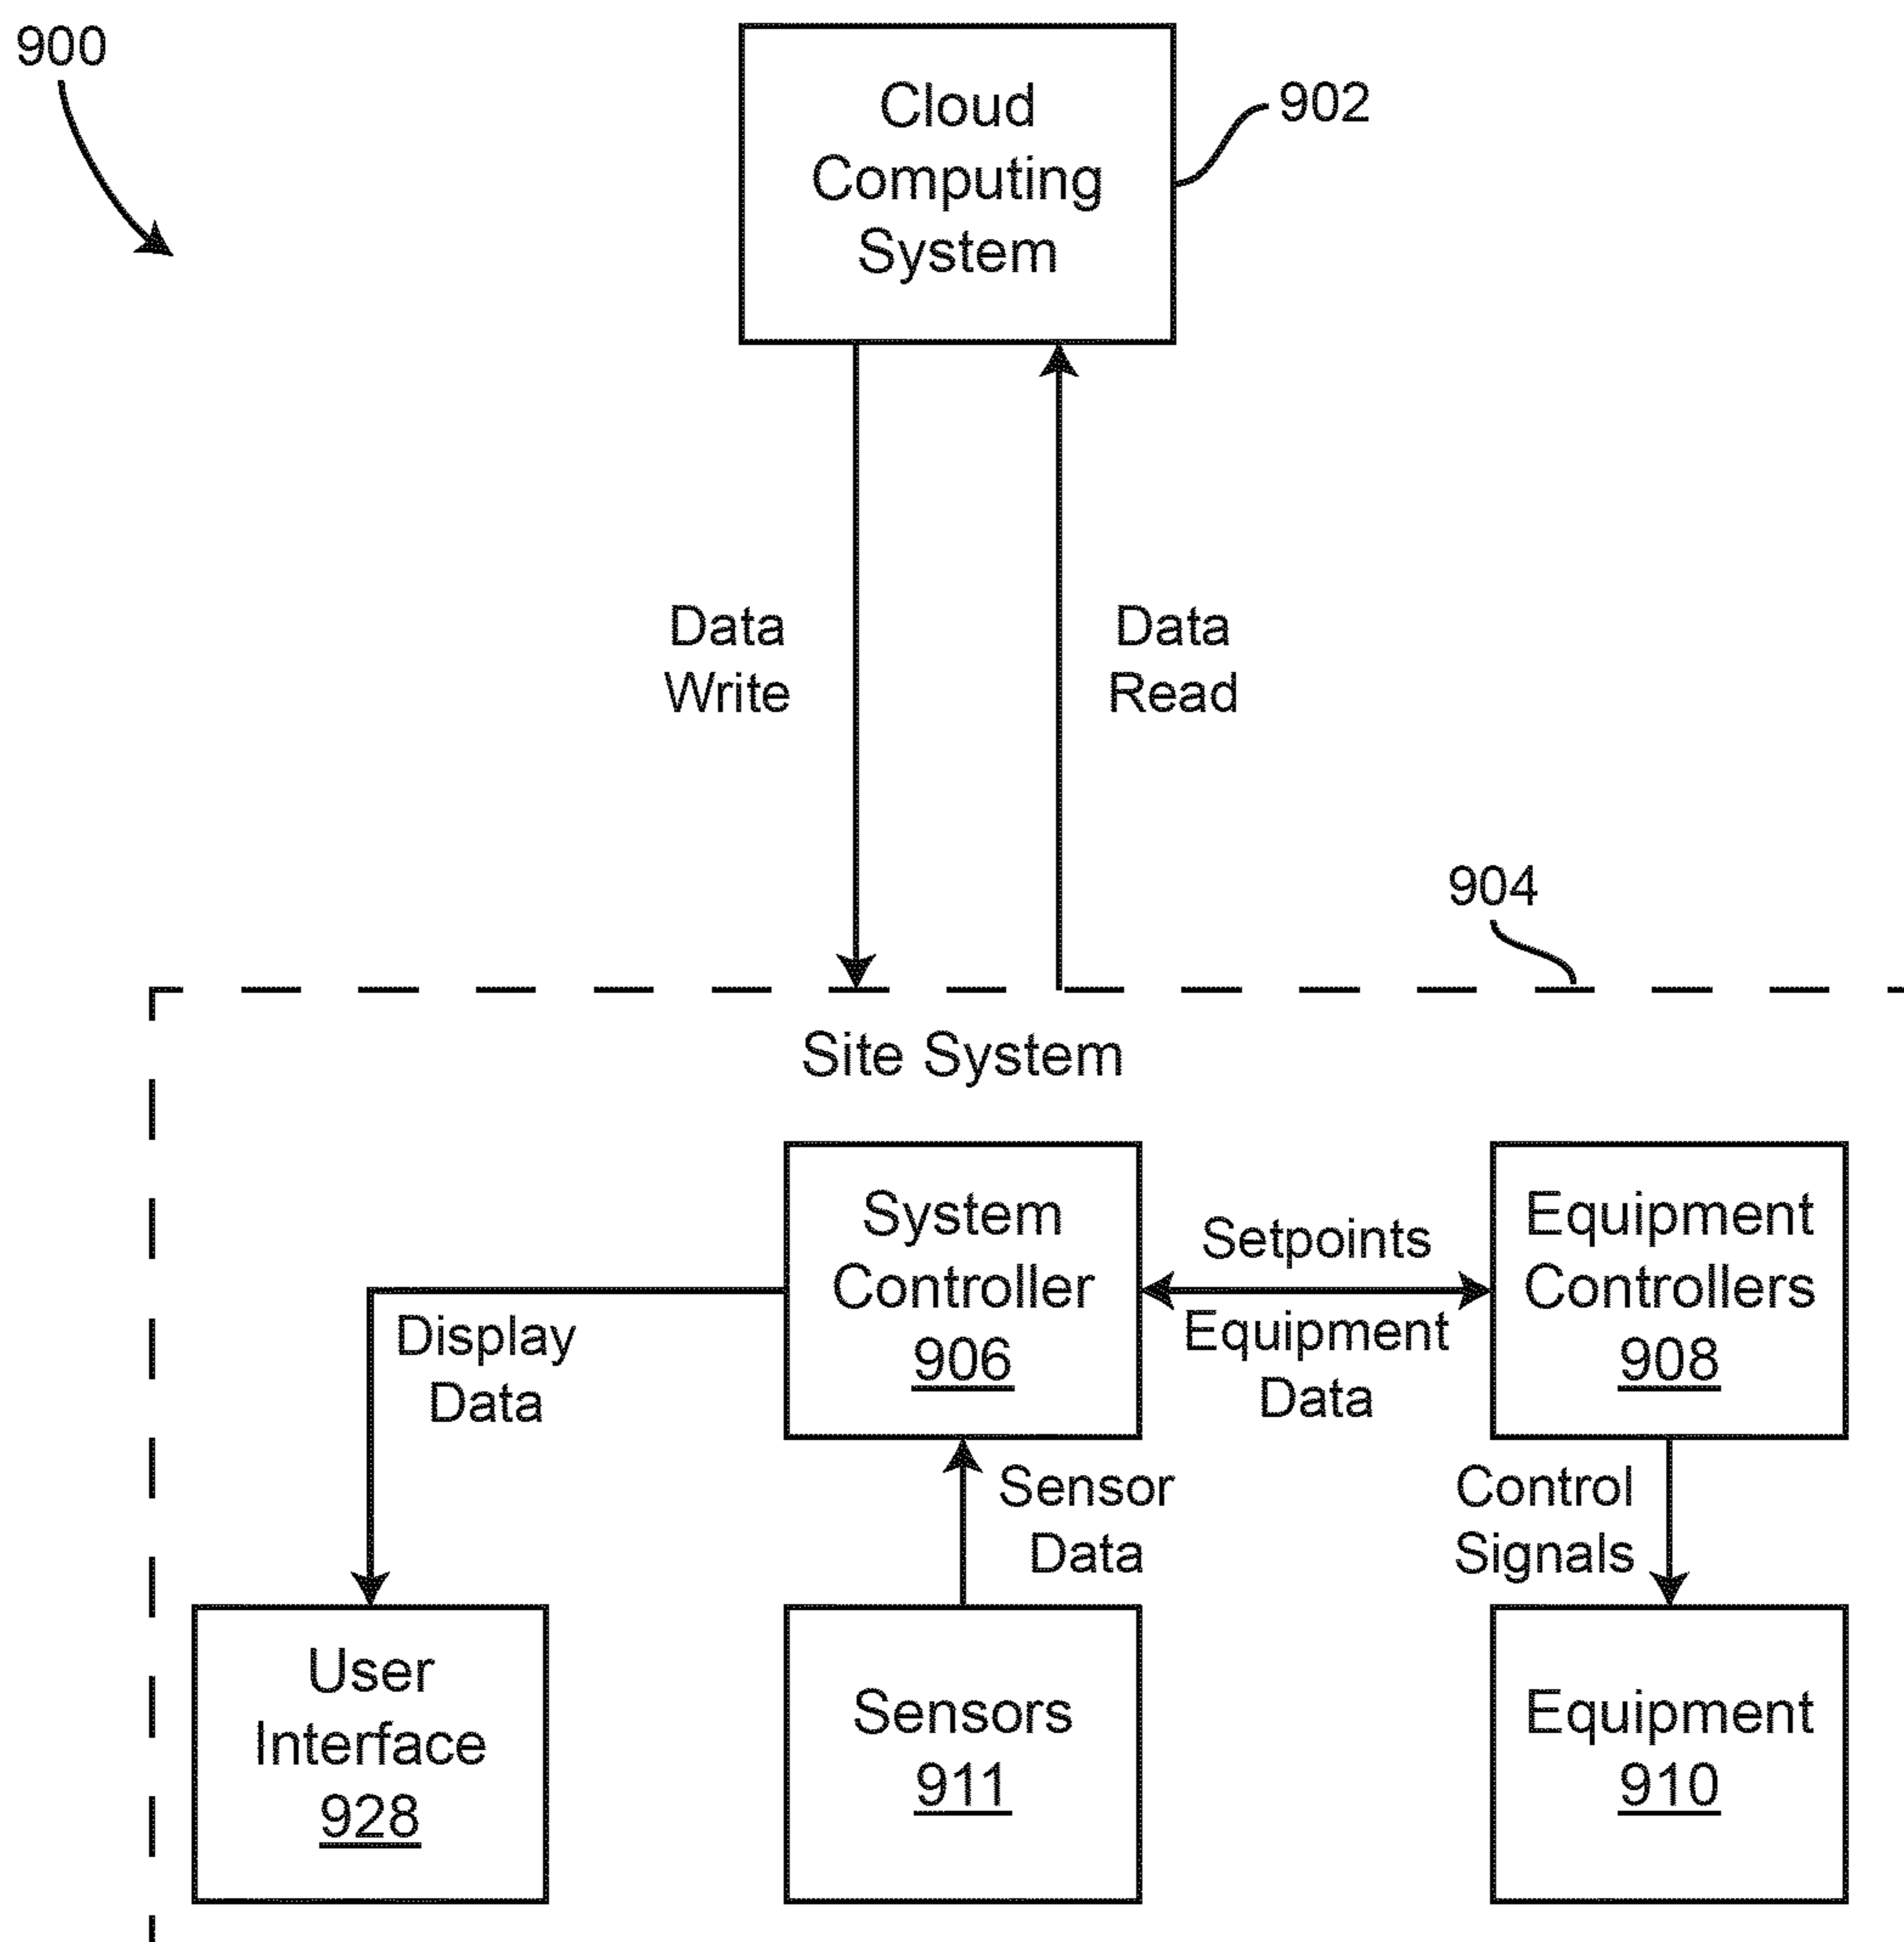 900
Cloud
Computing
System
902
Data
Write
Data
Read
904
Site System
System
Controller
906
Setpoints
Equipment
Data
Equipment
Controllers
908
Display
Data
Sensor
Data
Control
Signals
User
Interface
928
Sensors
911
Equipment
910